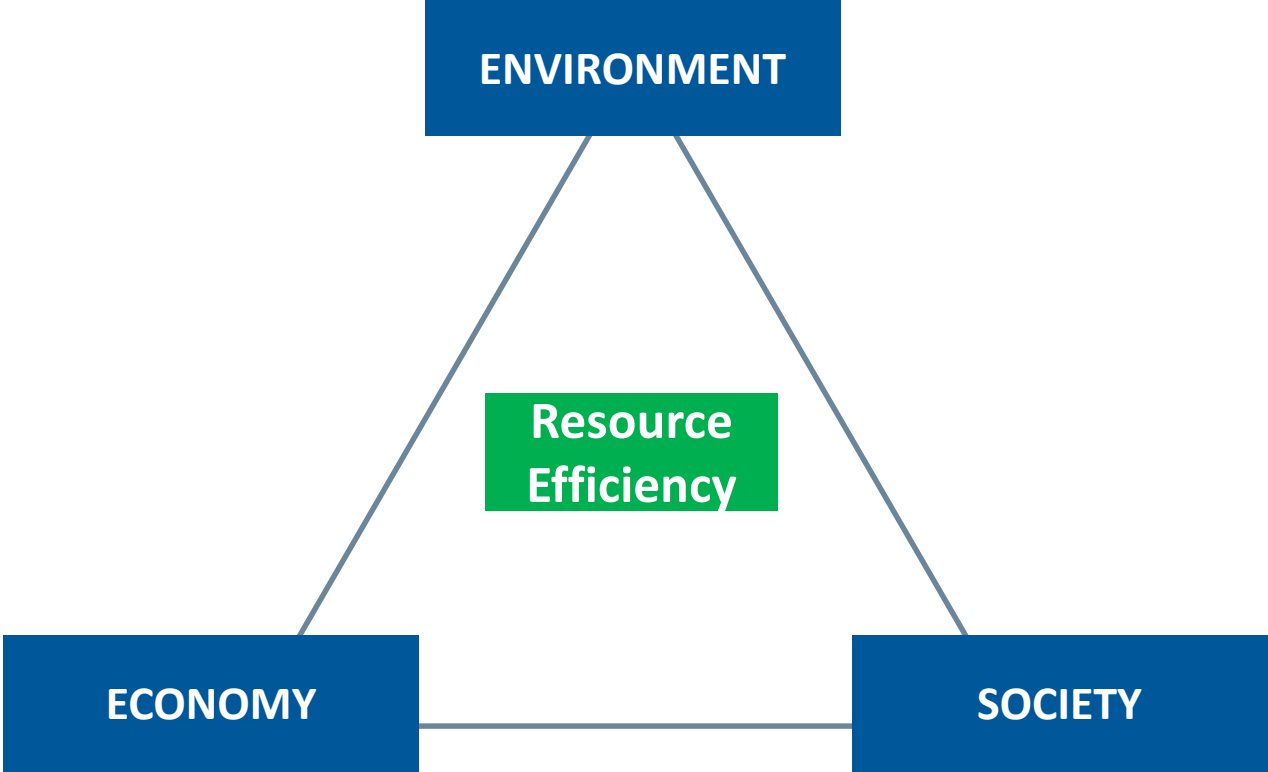 ENVIRONMENT
Resource
Efficiency
ECONOMY
SOCIETY